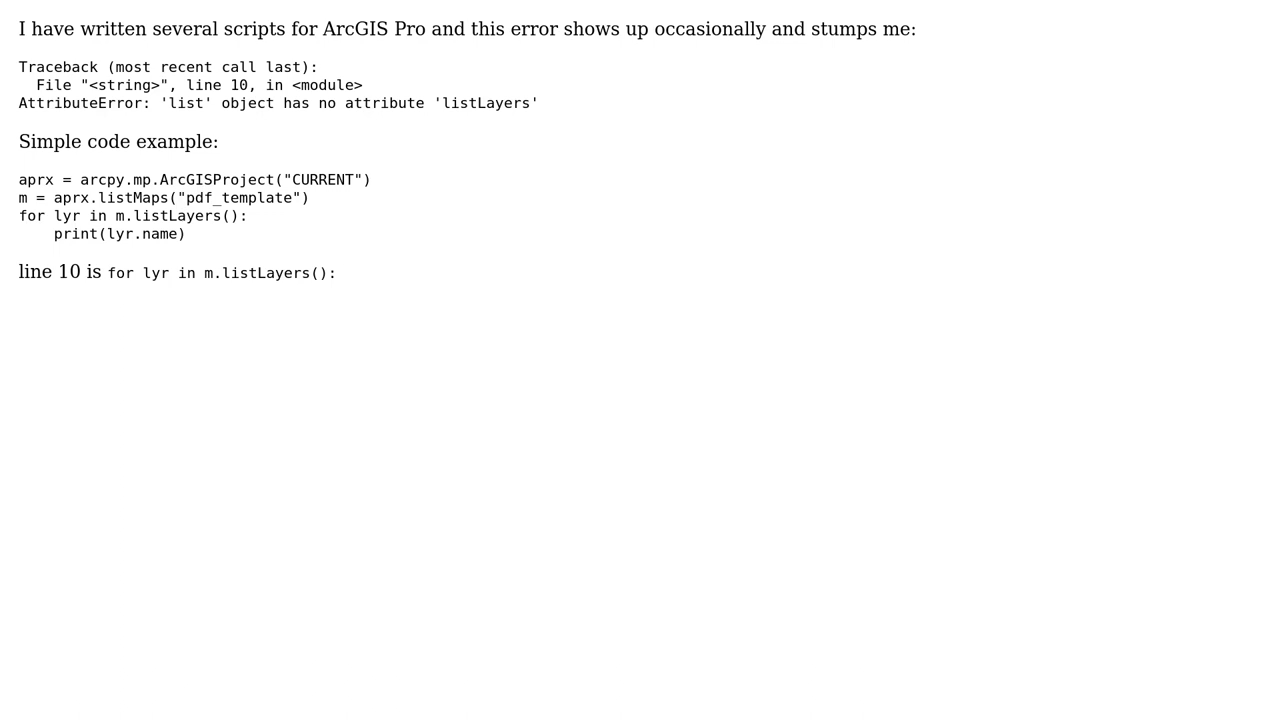 I have written several scripts for ArcGIS Pro and this error shows up occasionally and stumps me:
Traceback (most recent call last):
  File "<string>", line 10, in <module>
AttributeError: 'list' object has no attribute 'listLayers'
Simple code example:
aprx = arcpy.mp.ArcGISProject("CURRENT")
m = aprx.listMaps("pdf_template")
for lyr in m.listLayers():
    print(lyr.name)
line 10 is for lyr in m.listLayers():